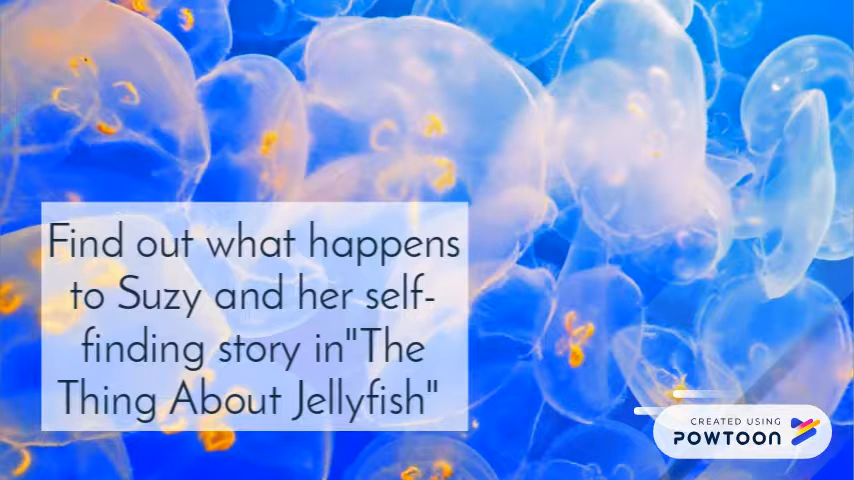 Find out what happens
to Suzy and her self-
finding story in"The
Thing About Jellyfish"
CREATED USING
POWTOON